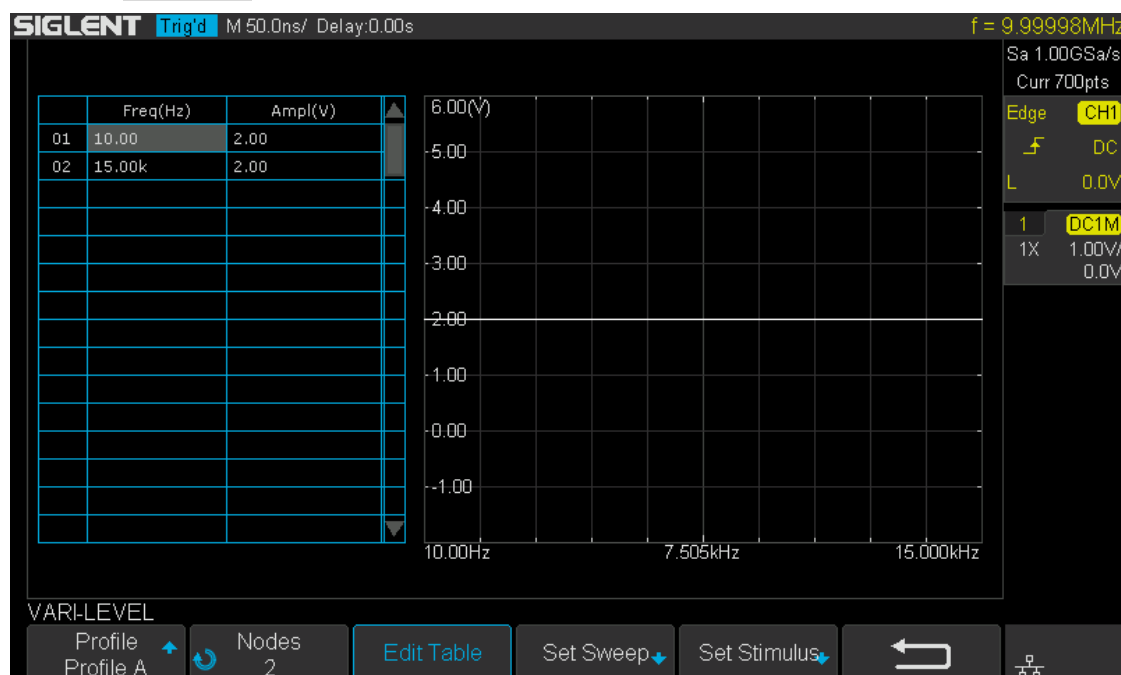 SIGLENT Trig'd M 50.0ns/ Delay:0.00s f = 9.99998MHz
Sa 1.00GSa/s
Curr 700pts
Edge CH1
DC
L 0.0V
1 DC1M
1X 1.00V/
0.0V
Freq(Hz) Ampl(V)
01 10.00 2.00
02 15.00k 2.00
6.00(V)
5.00
4.00
3.00
2.00
1.00
0.00
-1.00
10.00Hz 7.505kHz 15.000kHz
VARI-LEVEL
Profile Nodes Edit Table Set Sweep Set Stimulus
Profile A 2